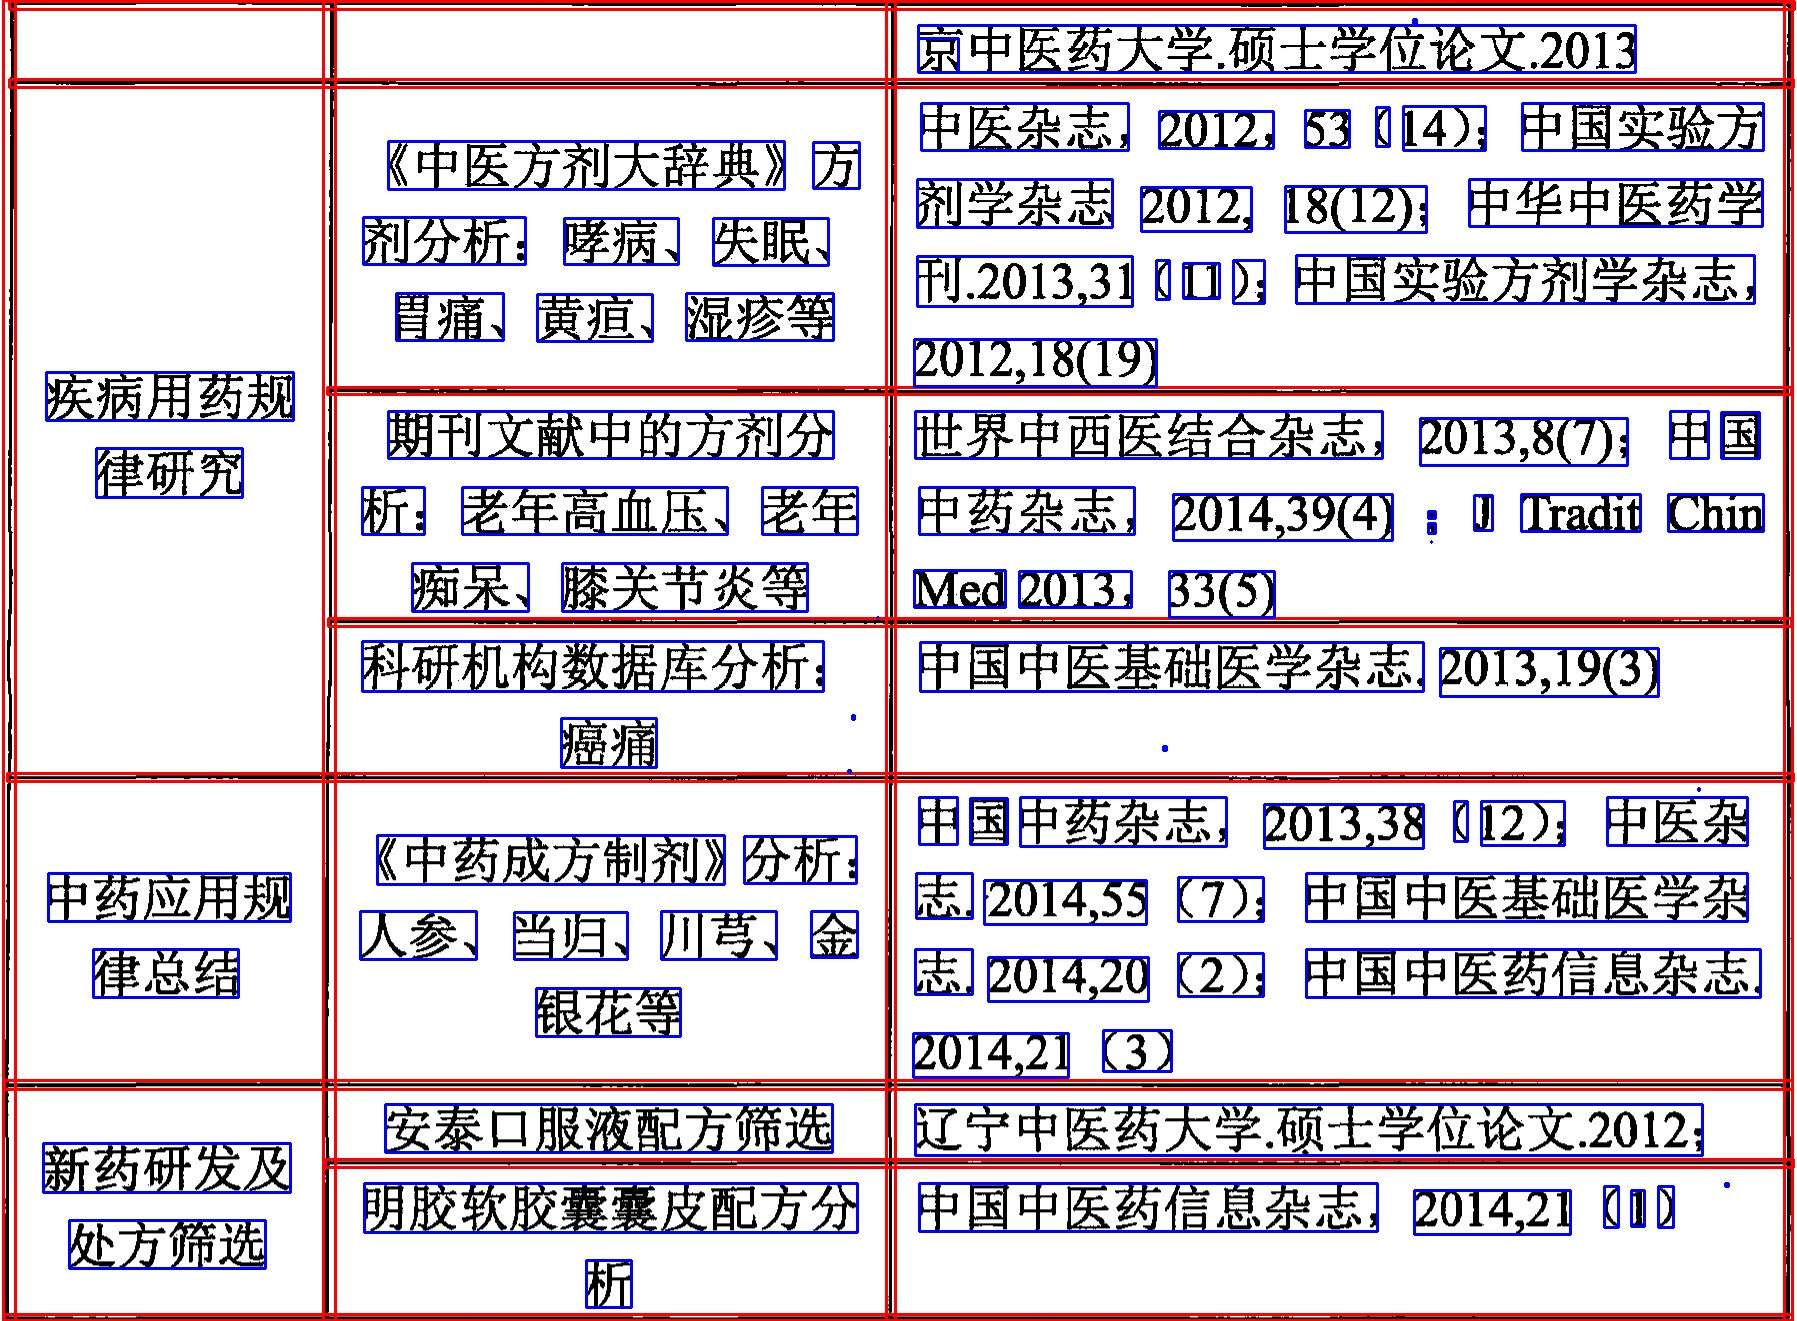 京中医药大学.硕士学位论文.2013
疾病用药规
律研究
《中医方剂大辞典》方
剂分析：哮病、失眠、
胃痛、黄疸、湿疹等
中医杂志，2012，53（14）；中国实验方
剂学杂志 2012, 18(12)；中华中医药学
刊.2013,31（11）；中国实验方剂学杂志，
2012,18(19)
期刊文献中的方剂分
析：老年高血压、老年
痴呆、膝关节炎等
世界中西医结合杂志，2013,8(7)；中国
中药杂志，2014,39(4) ；J Tradit Chin
Med 2013，33(5)
科研机构数据库分析：
癌痛
中国中医基础医学杂志. 2013,19(3)
中药应用规
律总结
《中药成方制剂》分析：
人参、当归、川芎、金
银花等
中国中药杂志，2013,38（12）；中医杂
志. 2014,55（7）；中国中医基础医学杂
志. 2014,20（2）；中国中医药信息杂志.
2014,21（3）
新药研发及
处方筛选
安泰口服液配方筛选
辽宁中医药大学.硕士学位论文.2012；
明胶软胶囊囊皮配方分
析
中国中医药信息杂志，2014,21（1）